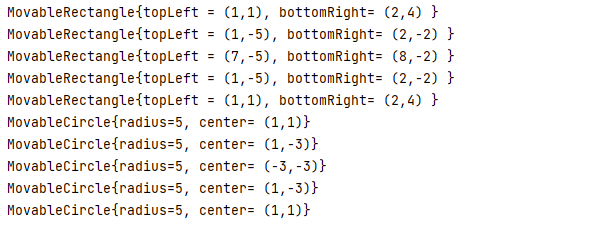 MovableRectangle{topLeft = (1,1), bottomRight= (2,4) }
MovableRectangle{topLeft = (1,-5), bottomRight= (2,-2) }
MovableRectangle{topLeft = (7,-5), bottomRight= (8,-2) }
MovableRectangle{topLeft = (1,-5), bottomRight= (2,-2) }
MovableRectangle{topLeft = (1,1), bottomRight= (2,4) }
MovableCircle{radius=5, center= (1,1)}
MovableCircle{radius=5, center= (1,-3)}
MovableCircle{radius=5, center= (-3,-3)}
MovableCircle{radius=5, center= (1,-3)}
MovableCircle{radius=5, center= (1,1)}